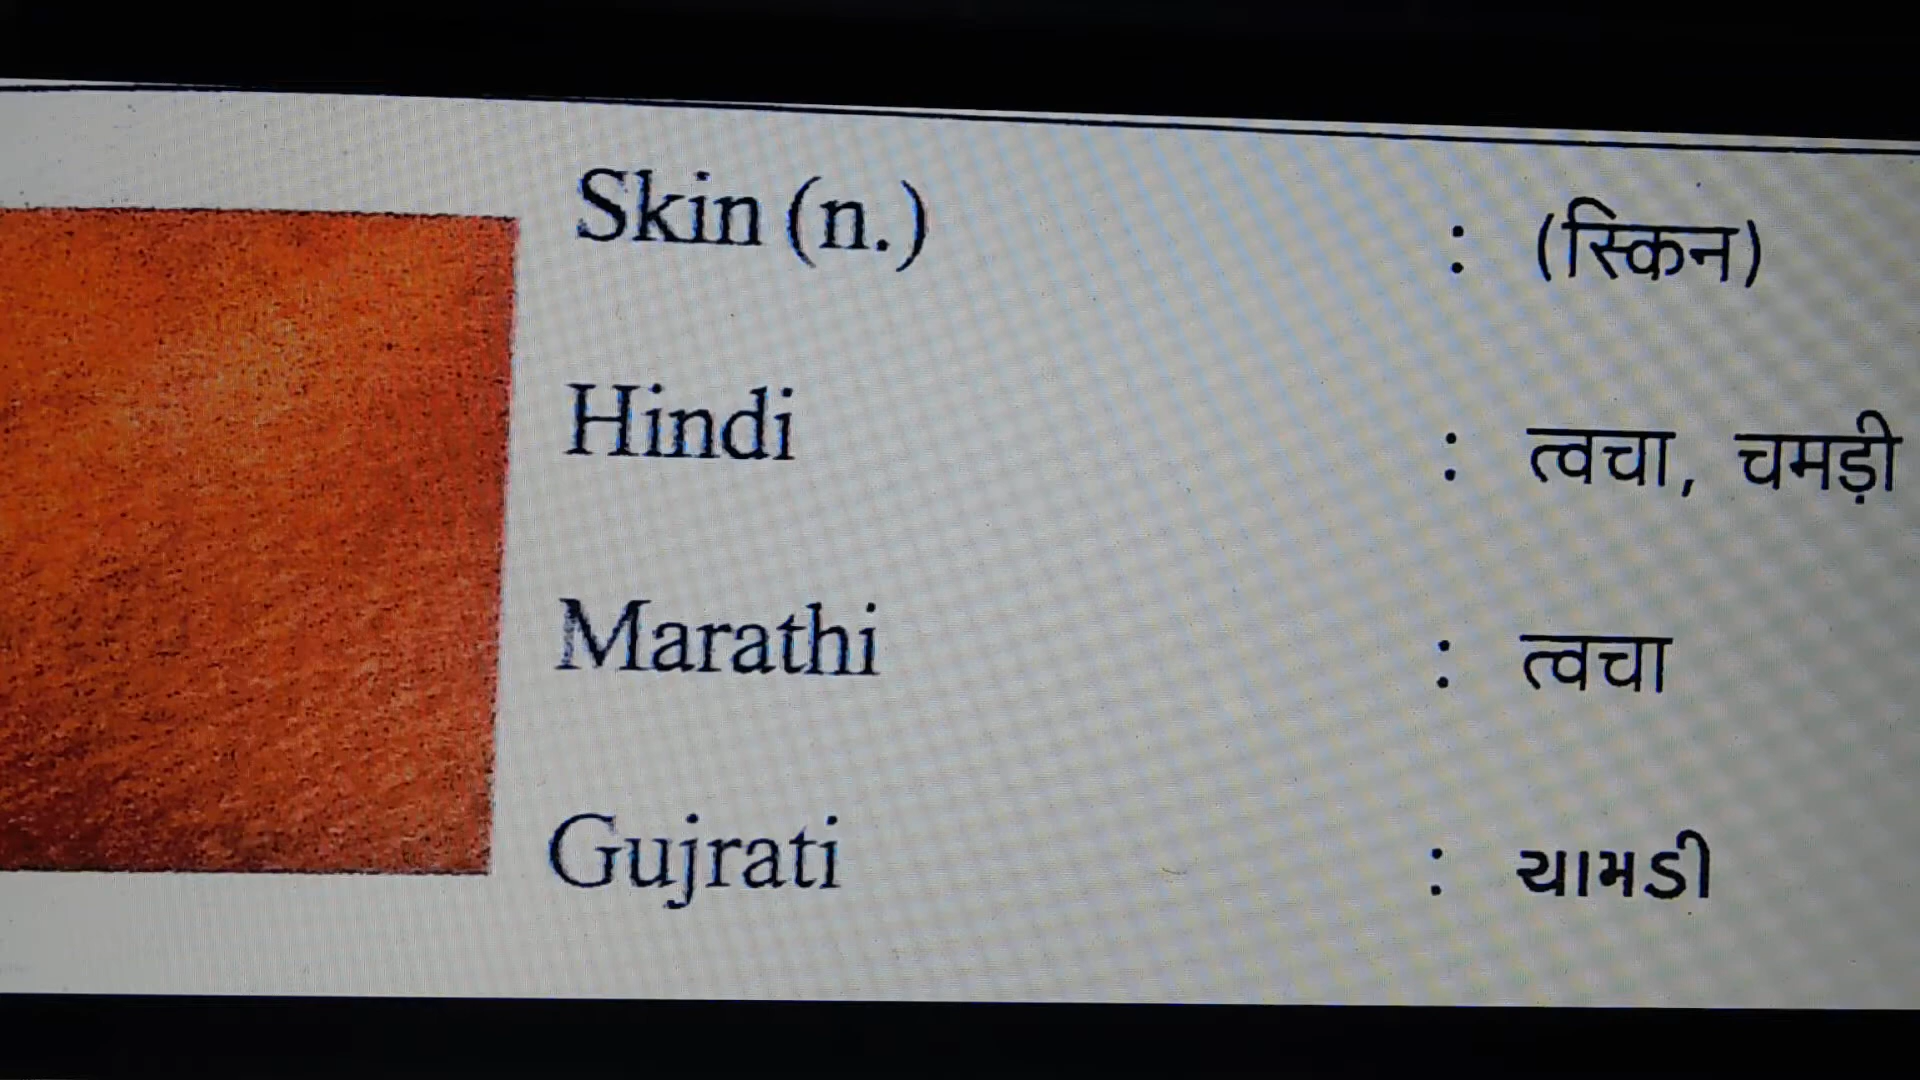 Skin (n.) : (स्किन)
Hindi : त्वचा, चमड़ी
Marathi : त्वचा
Gujrati : ચામડી